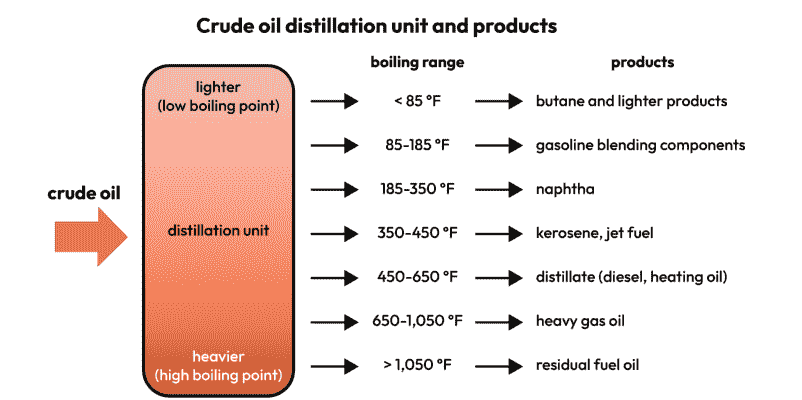 Crude oil distillation unit and products
boiling range
products
lighter
(low boiling point)
< 85 °F
butane and lighter products
85-185 °F
gasoline blending components
crude oil
185-350 °F
naphtha
distillation unit
350-450 °F
kerosene, jet fuel
450-650 °F
distillate (diesel, heating oil)
650-1,050 °F
heavy gas oil
heavier
(high boiling point)
> 1,050 °F
residual fuel oil